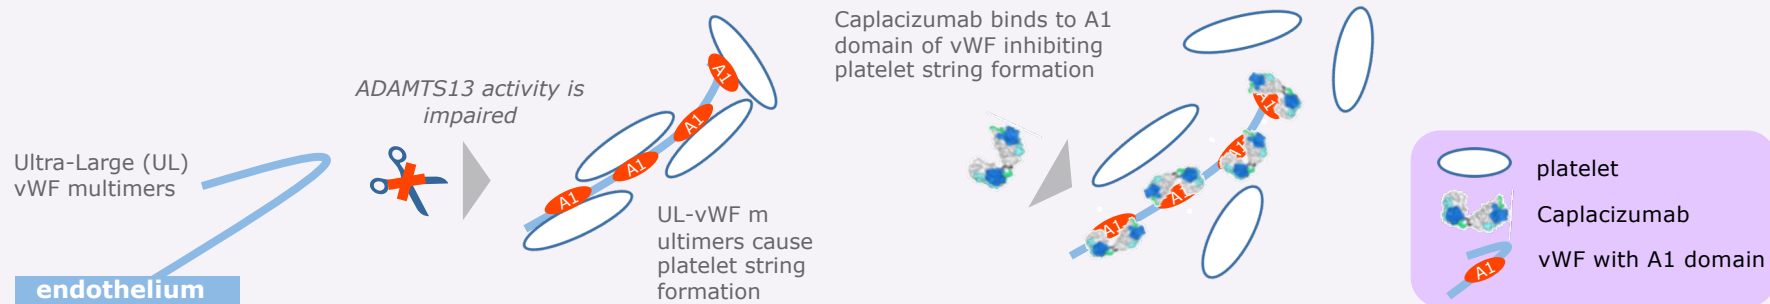 Ultra-Large (UL)
vWF multimers
endothelium
ADAMTS13 activity is
impaired
A1
A1
A1
A1
UL-vWF m
ultimers cause
platelet string
formation
Caplacizumab binds to A1
domain of vWF inhibiting
platelet string formation
A1
A1
A1
A1
platelet
Caplacizumab
A1
vWF with A1 domain